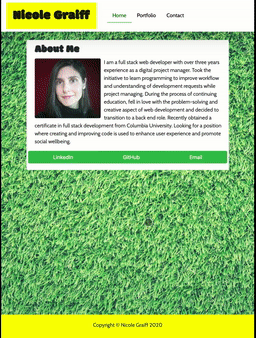 Nicole Graiff
Home Portfolio Contact
About Me
I am a full stack web developer with over three years
experience as a digital project manager. Took the
initiative to learn programming to improve workflow
and understanding of development requests while
project managing. During the process of continuing
education, fell in love with the problem-solving and
creative aspect of web development and decided to
transition to a back end role. Recently obtained a
certificate in full stack development from Columbia University. Looking for a position
where creating and improving code is used to enhance user experience and promote
social wellbeing.
LinkedIn GitHub Email
Copyright © Nicole Graiff 2020